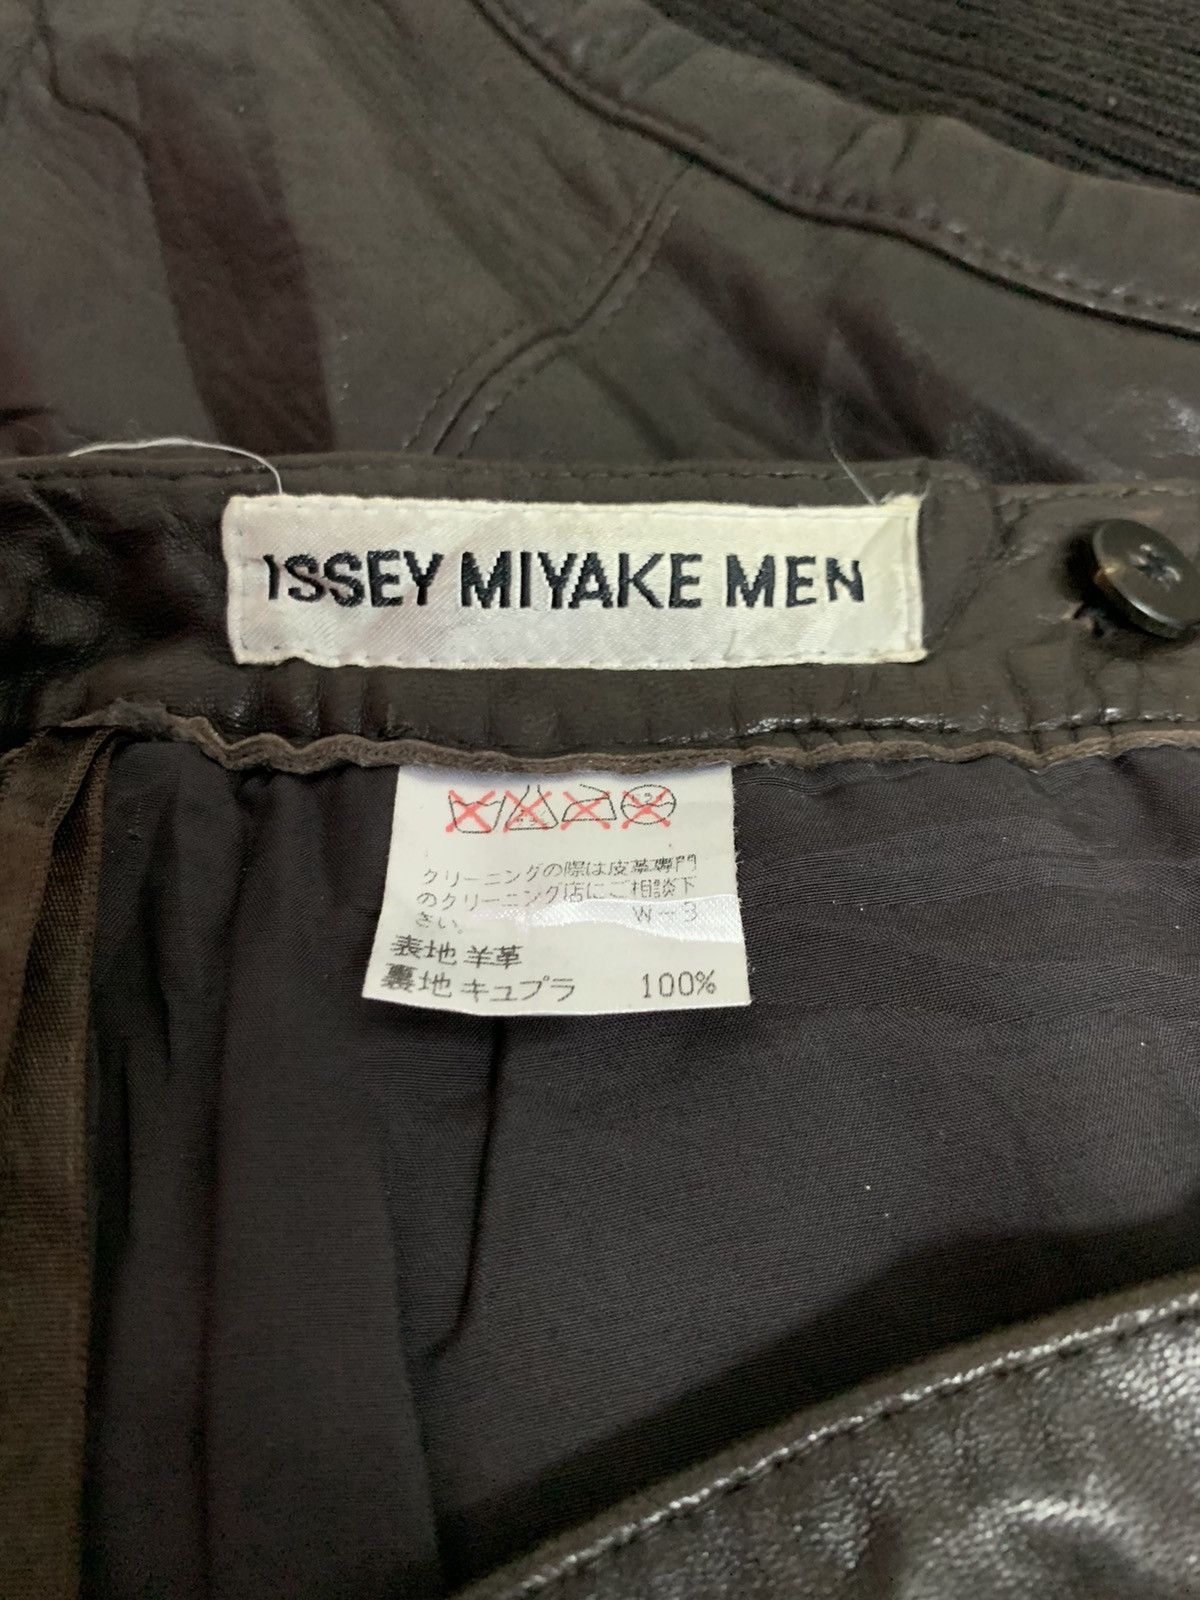 ISSEY MIYAKE MEN
クリーニングの際は皮革専門
のクリーニング店にご相談下
さい。 W-3
表地 羊革
裏地 キュプラ 100%